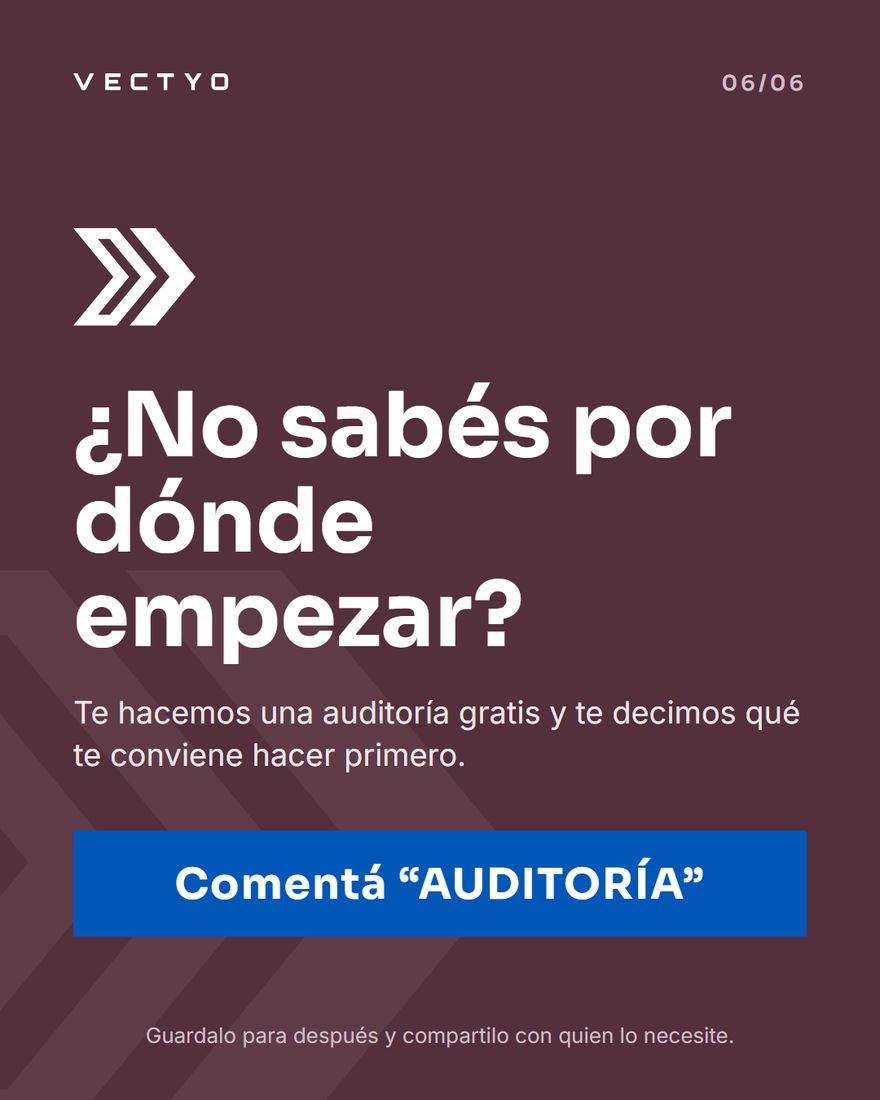 VECTYO
06/06
¿No sabés por
dónde
empezar?
Te hacemos una auditoría gratis y te decimos qué
te conviene hacer primero.
Comentá “AUDITORÍA”
Guardalo para después y compartilo con quien lo necesite.